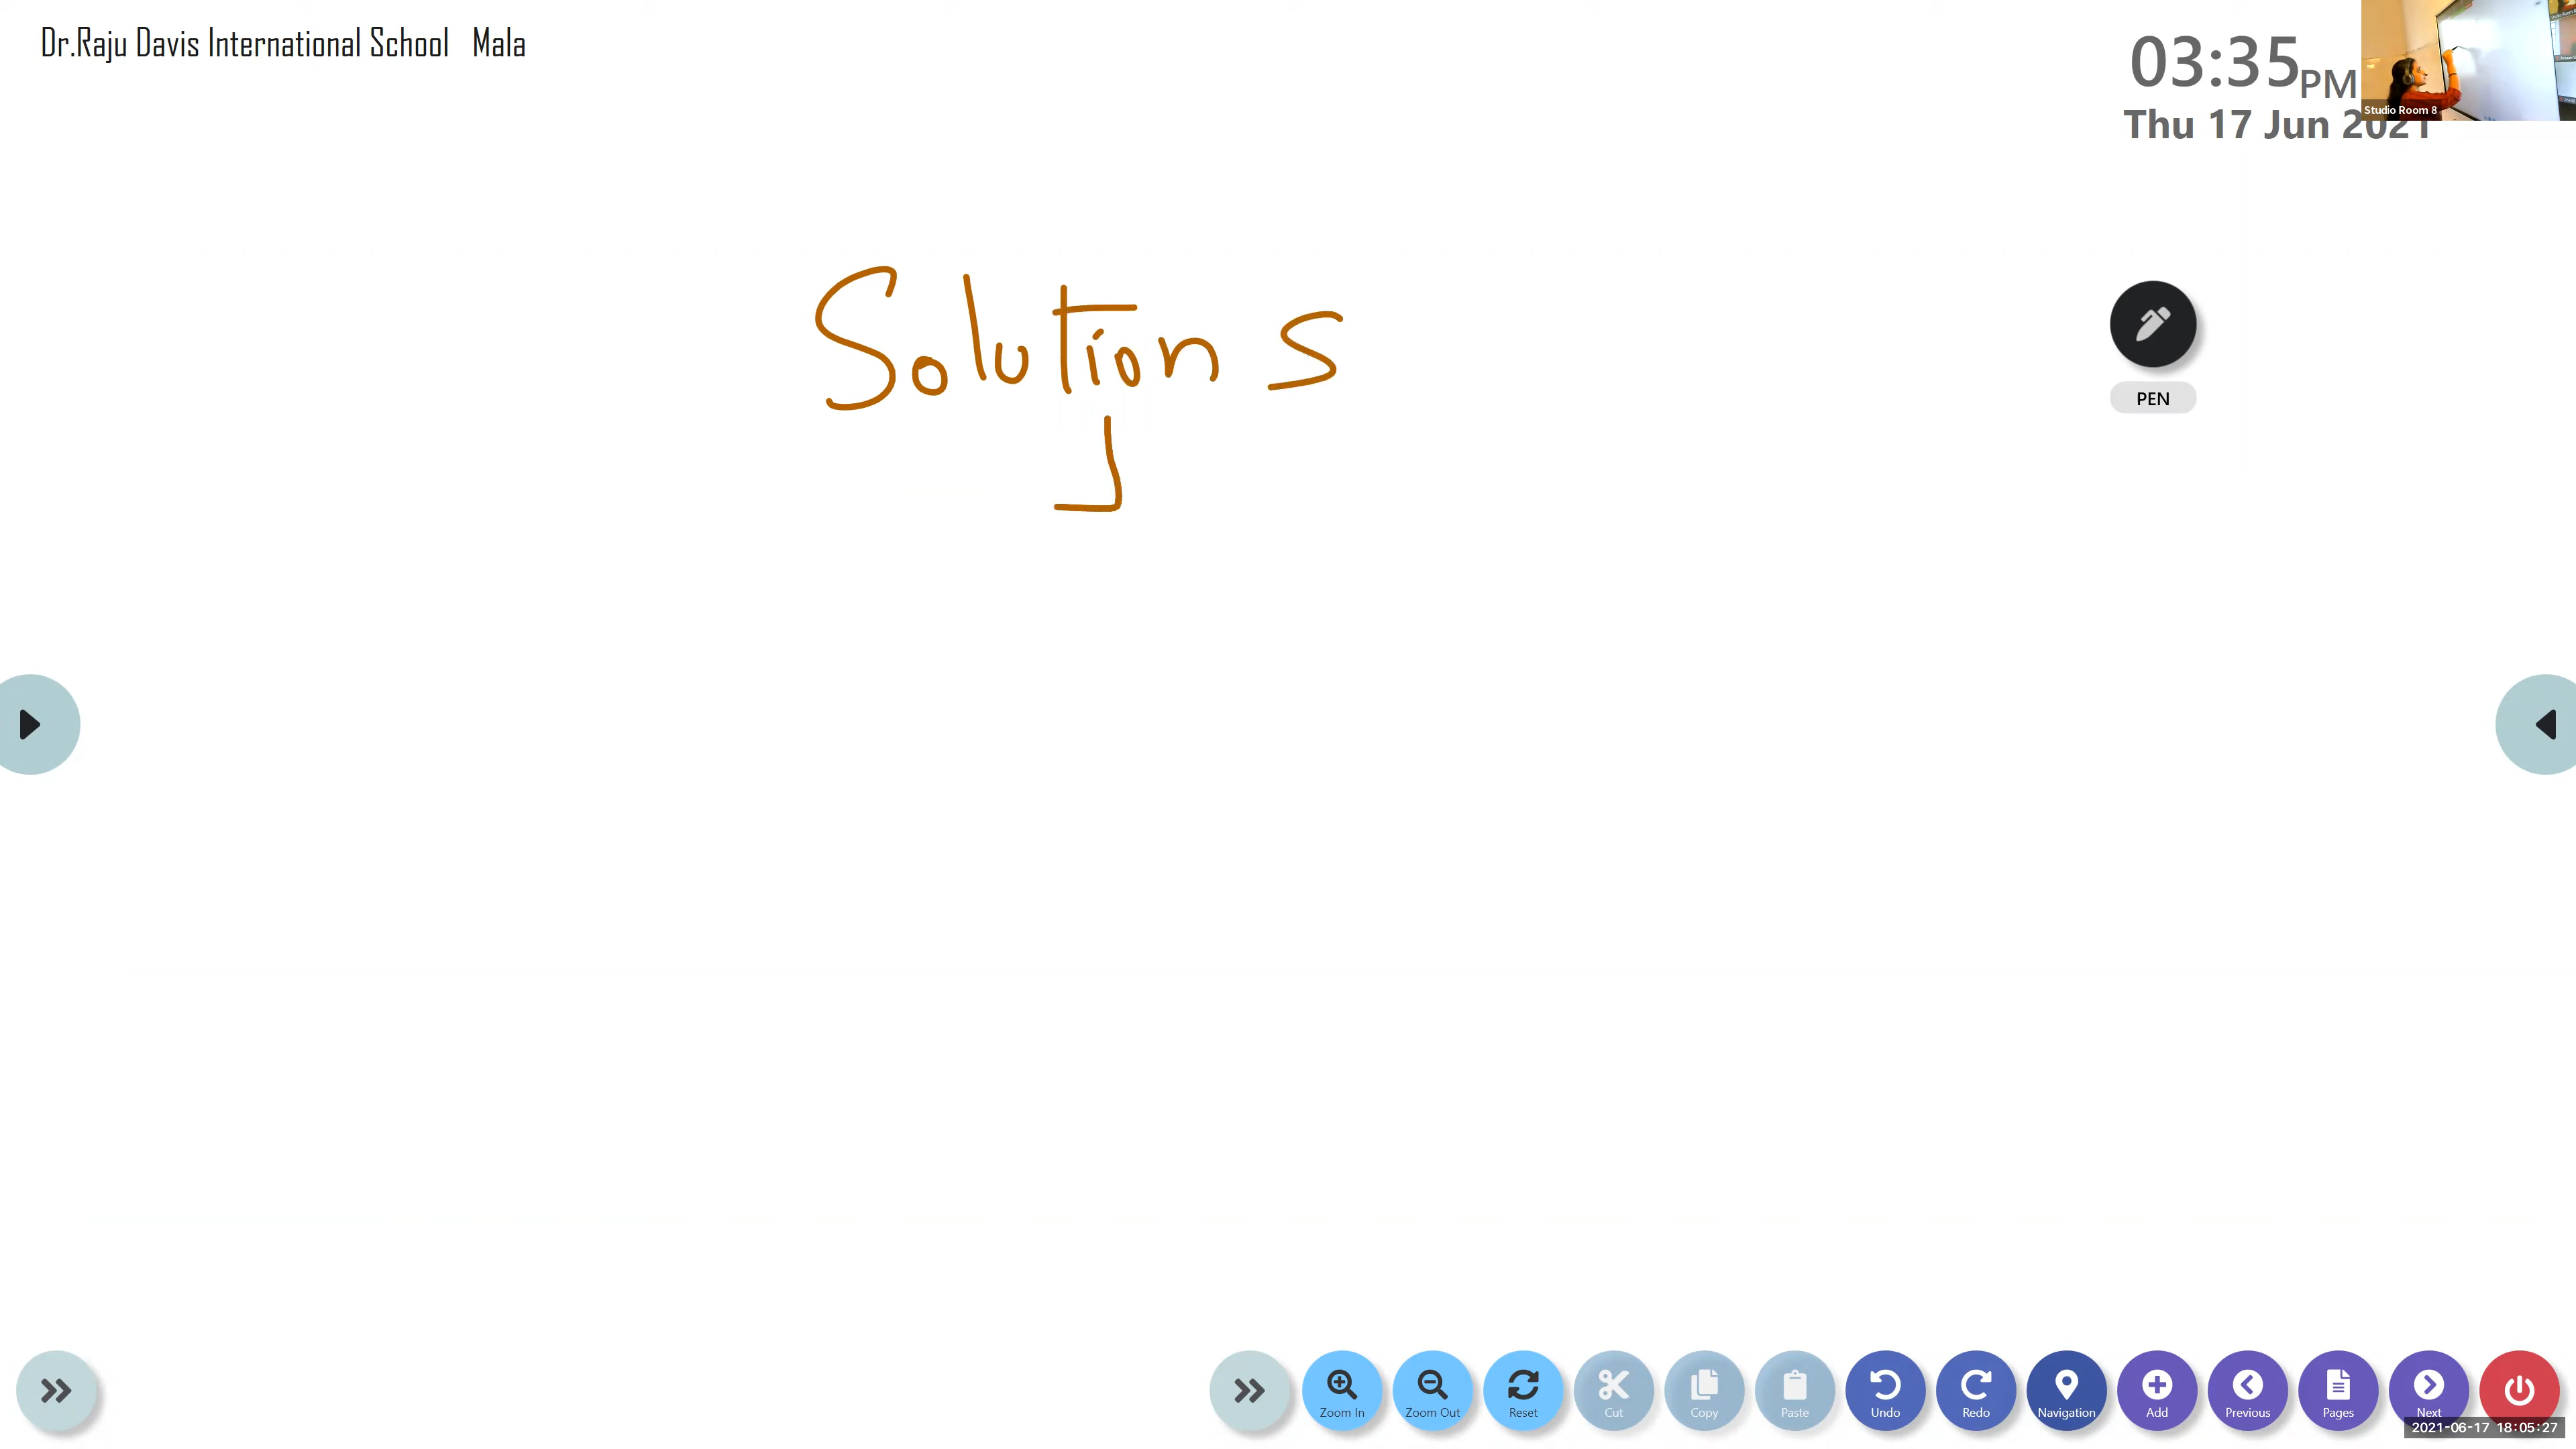 Dr.Raju Davis International School Mala
03:35PM
Studio Room 8
Thu 17 Jun 2021
Solutions
PEN
Zoom In Zoom Out Reset Cut Copy Paste Undo Redo Navigation Add Previous Pages Next
2021-06-17 18:05:27